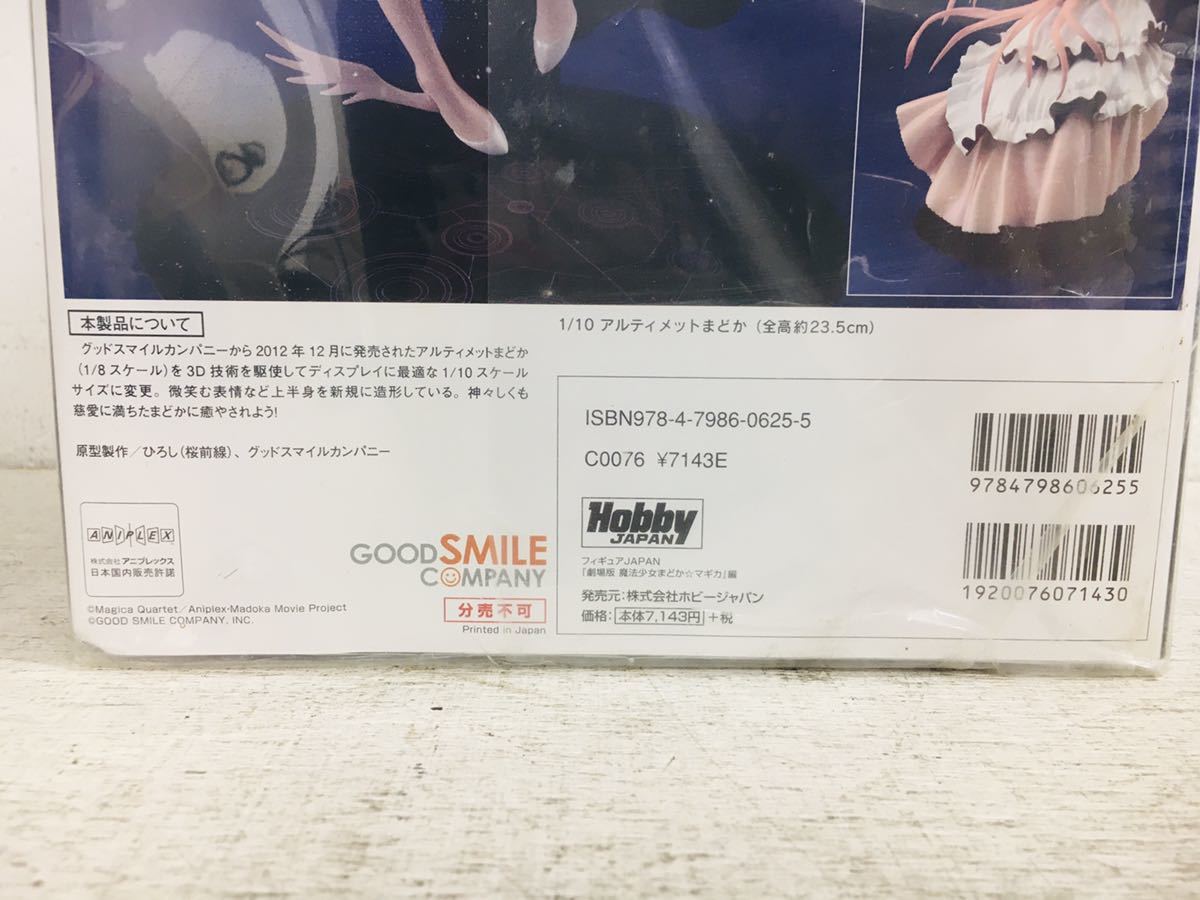 本製品について
グッドスマイルカンパニーから2012年12月に発売されたアルティメットまどか
(1/8スケール)を3D技術を駆使してディスプレイに最適な1/10スケール
サイズに変更。微笑む表情など上半身を新規に造形している。神々しくも
慈愛に満ちたまどかに癒やされよう!
原型製作/ひろし(桜前線)、グッドスマイルカンパニー
ANIPLEX
株式会社アニプレックス
日本国内販売許諾
GOOD SMILE
COMPANY
分売不可
Printed in Japan
©Magica Quartet/Aniplex・Madoka Movie Project
©GOOD SMILE COMPANY, INC.
1/10 アルティメットまどか (全高約23.5cm)
ISBN978-4-7986-0625-5
C0076 ¥7143E
Hobby
JAPAN
フィギュアJAPAN
『劇場版 魔法少女まどか☆マギカ』編
発売元:株式会社ホビージャパン
価格:本体7,143円+税
9784798606255
1920076071430